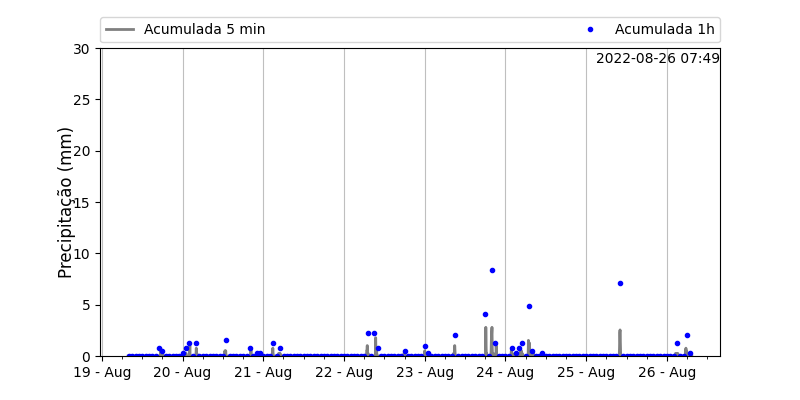 Acumulada 5 min
Acumulada 1h
2022-08-26 07:49
Precipitação (mm)
30
25
20
15
10
5
0
19 - Aug
20 - Aug
21 - Aug
22 - Aug
23 - Aug
24 - Aug
25 - Aug
26 - Aug